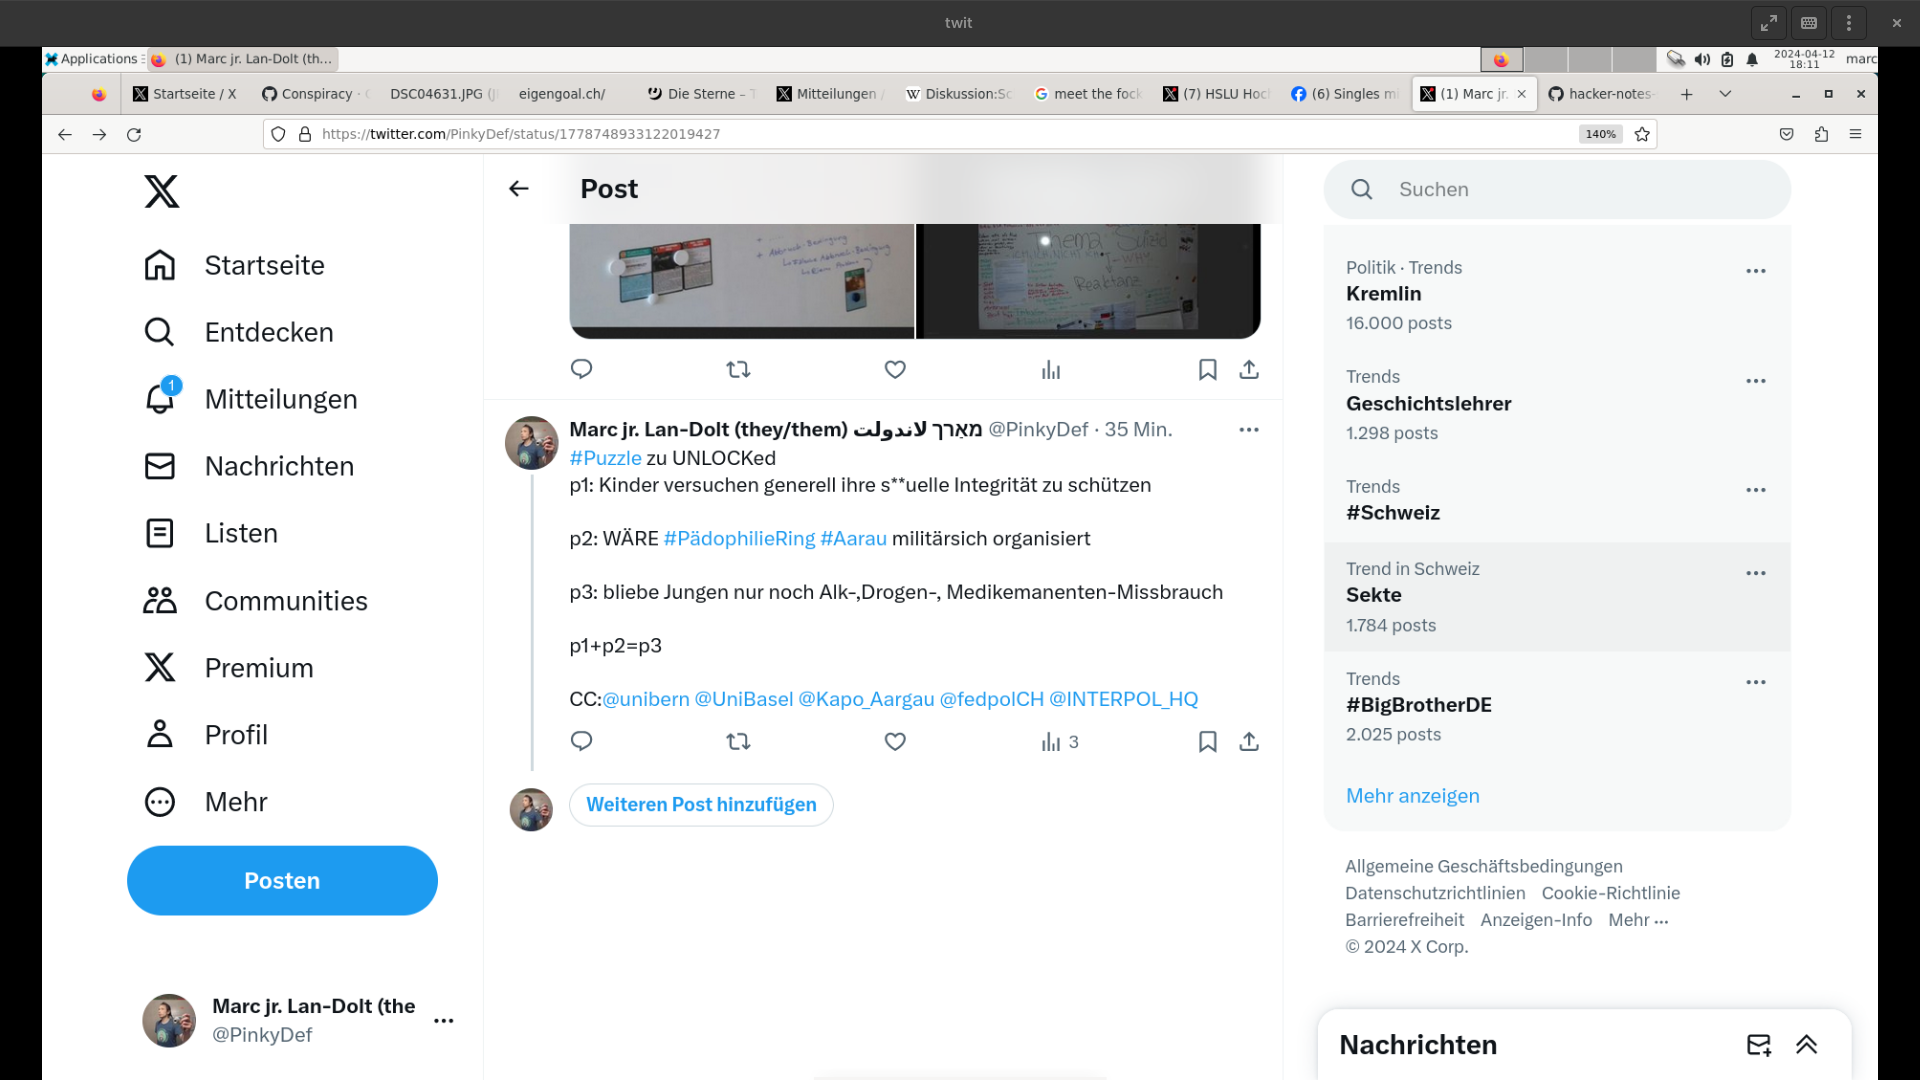 twit
Applications
(1) Marc jr. Lan-Dolt (th...
2024-04-12
18:11
marc
Startseite / X
Conspiracy ·
DSC04631.JPG
eigengoal.ch/
Die Sterne –
Mitteilungen /
Diskussion:Sc
meet the fock
(7) HSLU Hoc
(6) Singles mi
(1) Marc jr.
hacker-notes-
https://twitter.com/PinkyDef/status/1778748933122019427
140%
Startseite
Entdecken
1
Mitteilungen
Nachrichten
Listen
Communities
Premium
Profil
Mehr
Posten
Marc jr. Lan-Dolt (the
@PinkyDef
Post
Thema Suizid
I-WHY
Reaktanz
Marc jr. Lan-Dolt (they/them) מאַרך لاندولت @PinkyDef · 35 Min.
#Puzzle zu UNLOCKed
p1: Kinder versuchen generell ihre s**uelle Integrität zu schützen
p2: WÄRE #PädophilieRing #Aarau militärsich organisiert
p3: bliebe Jungen nur noch Alk-,Drogen-, Medikemanenten-Missbrauch
p1+p2=p3
CC:@unibern @UniBasel @Kapo_Aargau @fedpolCH @INTERPOL_HQ
3
Weiteren Post hinzufügen
Suchen
Politik · Trends
Kremlin
16.000 posts
Trends
Geschichtslehrer
1.298 posts
Trends
#Schweiz
Trend in Schweiz
Sekte
1.784 posts
Trends
#BigBrotherDE
2.025 posts
Mehr anzeigen
Allgemeine Geschäftsbedingungen
Datenschutzrichtlinien Cookie-Richtlinie
Barrierefreiheit Anzeigen-Info Mehr ···
© 2024 X Corp.
Nachrichten